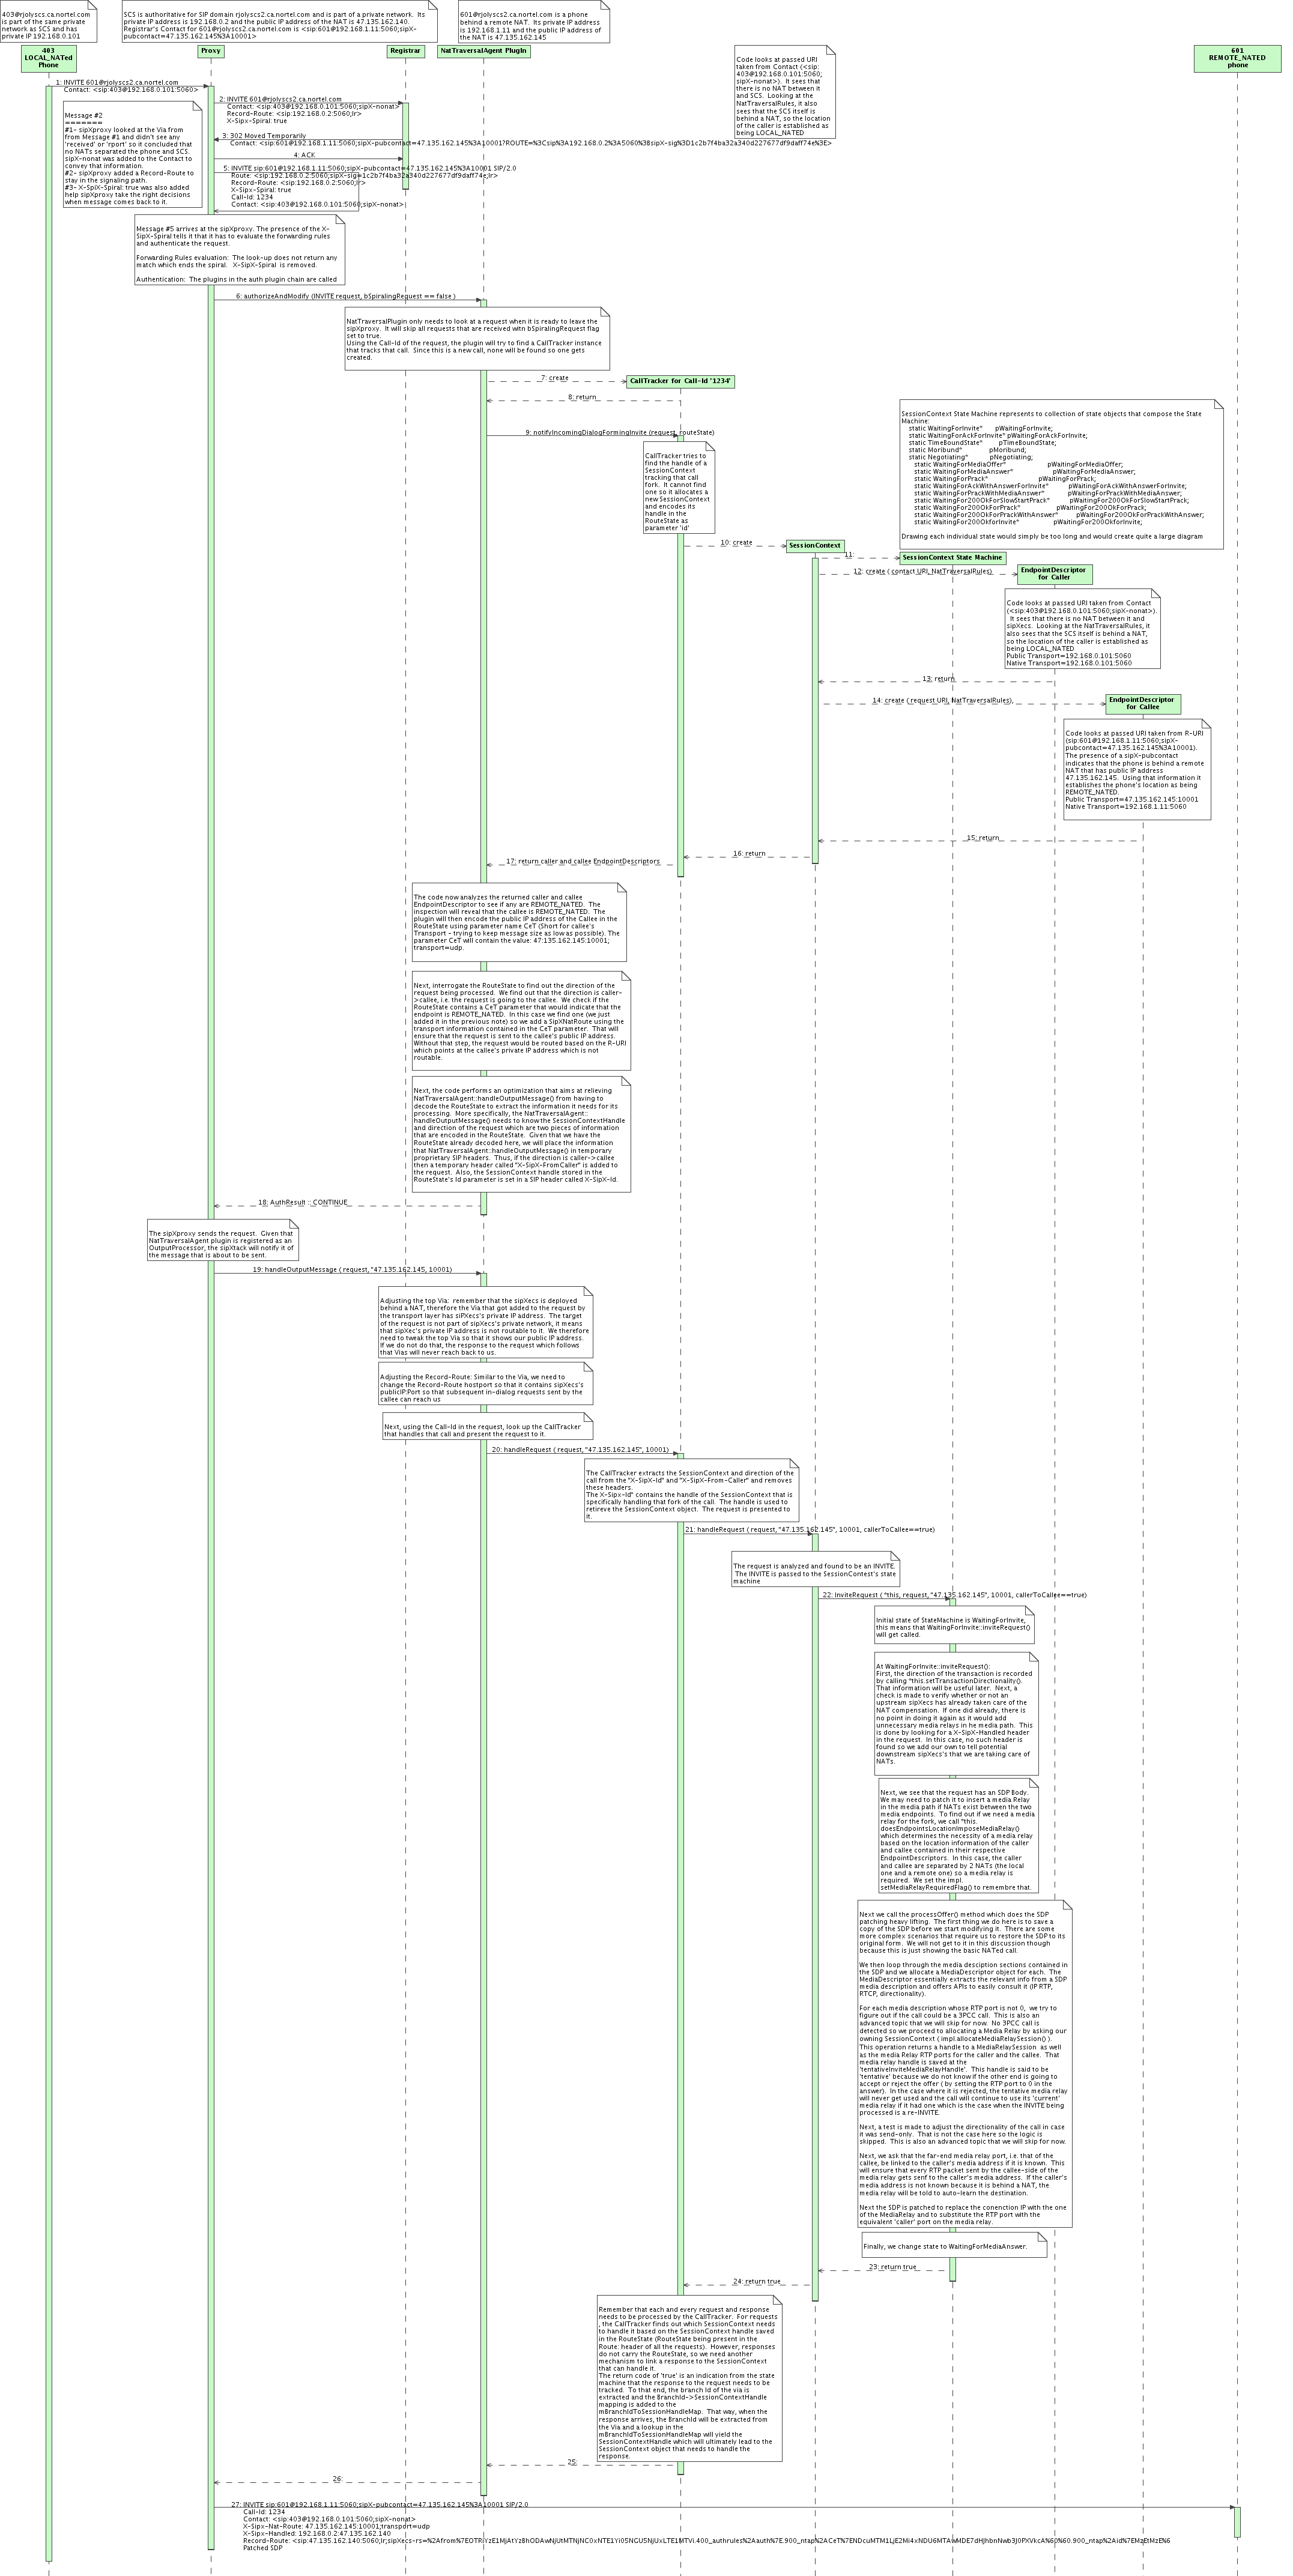 403@rjolyscs2.ca.nortel.com
is part of the same private
network as SCS and has
private IP 192.168.0.101
SCS is authoritative for SIP domain rjolyscs2.ca.nortel.com and is part of a private network.  Its
private IP address is 192.168.0.2 and the public IP address of the NAT is 47.135.162.140.
Registrar's Contact for 601@rjolyscs2.ca.nortel.com is <sip:601@192.168.1.11:5060;sipX-
pubcontact=47.135.162.145%3A10001>
601@rjolyscs2.ca.nortel.com is a phone
behind a remote NAT.  Its private IP address
is 192.168.1.11 and the public IP address of
the NAT is 47.135.162.145
403
LOCAL_NATed
Phone
Proxy
Registrar
NatTraversalAgent PlugIn
601
REMOTE_NATED
phone
Code looks at passed URI
taken from Contact (<sip:
403@192.168.0.101:5060;
sipX-nonat>).  It sees that
there is no NAT between it
and SCS.  Looking at the
NatTraversalRules, it also
sees that the SCS itself is
behind a NAT, so the location
of the caller is established as
being LOCAL_NATED
1: INVITE 601@rjolyscs2.ca.nortel.com
Contact: <sip:403@192.168.0.101:5060>
2: INVITE 601@rjolyscs2.ca.nortel.com
Contact: <sip:403@192.168.0.101:5060;sipX-nonat>
Record-Route: <sip:192.168.0.2:5060;lr>
X-Sipx-Spiral: true
Message #2
=======
#1- sipXproxy looked at the Via from
from Message #1 and didn't see any
'received' or 'rport' so it concluded that
no NATs separated the phone and SCS.
sipX-nonat was added to the Contact to
convey that information.
#2- sipXproxy added a Record-Route to
stay in the signaling path.
#3- X-SpiX-Spiral: true was also added
help sipXproxy take the right decisions
when message comes back to it.
3: 302 Moved Temporarily
Contact: <sip:601@192.168.1.11:5060;sipX-pubcontact=47.135.162.145%3A10001?ROUTE=%3Csip%3A192.168.0.2%3A5060%38sipX-sig%3D1c2b7f4ba32a340d227677df9daff74e%3E>
4: ACK
5: INVITE sip:601@192.168.1.11:5060;sipX-pubcontact=47.135.162.145%3A10001 SIP/2.0
Route: <sip:192.168.0.2:5060;sipX-sig=1c2b7f4ba32a340d227677df9daff74e;lr>
Record-Route: <sip:192.168.0.2:5060;lr>
X-Sipx-Spiral: true
Call-Id: 1234
Contact: <sip:403@192.168.0.101:5060;sipX-nonat>
Message #5 arrives at the sipXproxy. The presence of the X-
SipX-Spiral tells it that it has to evaluate the forwarding rules
and authenticate the request.
Forwarding Rules evaluation:  The look-up does not return any
match which ends the spiral.   X-SipX-Spiral  is removed.
Authentication:  The plugins in the auth plugin chain are called
6: authorizeAndModify (INVITE request, bSpiralingRequest == false )
NatTraversalPlugin only needs to look at a request when it is ready to leave the
sipXproxy.  It will skip all requests that are received witn bSpiralingRequest flag
set to true.
Using the Call-Id of the request, the plugin will try to find a CallTracker instance
that tracks that call.  Since this is a new call, none will be found so one gets
created.
7: create
CallTracker for Call-Id '1234'
8: return
9: notifyIncomingDialogFormingInvite (request, routeState)
CallTracker tries to
find the handle of a
SessionContext
tracking that call
fork.  It cannot find
one so it allocates a
new SessionContext
and encodes its
handle in the
RouteState as
parameter 'id'
SessionContext State Machine represents to collection of state objects that compose the State
Machine:
static WaitingForInvite*       pWaitingForInvite;
static WaitingForAckForInvite* pWaitingForAckForInvite;
static TimeBoundState*         pTimeBoundState;
static Moribund*               pMoribund;
static Negotiating*            pNegotiating;
static WaitingForMediaOffer*                       pWaitingForMediaOffer;
static WaitingForMediaAnswer*                      pWaitingForMediaAnswer;
static WaitingForPrack*                            pWaitingForPrack;
static WaitingForAckWithAnswerForInvite*           pWaitingForAckWithAnswerForInvite;
static WaitingForPrackWithMediaAnswer*             pWaitingForPrackWithMediaAnswer;
static WaitingFor200OkForSlowStartPrack*           pWaitingFor200OkForSlowStartPrack;
static WaitingFor200OkForPrack*                    pWaitingFor200OkForPrack;
static WaitingFor200OkForPrackWithAnswer*          pWaitingFor200OkForPrackWithAnswer;
static WaitingFor200OkforInvite*                   pWaitingFor200OkforInvite;
Drawing each individual state would simply be too long and would create quite a large diagram
10: create
SessionContext
11:
SessionContext State Machine
12: create ( contact URI, NatTraversalRules)
EndpointDescriptor
for Caller
Code looks at passed URI taken from Contact
(<sip:403@192.168.0.101:5060;sipX-nonat>).
It sees that there is no NAT between it and
sipXecs.  Looking at the NatTraversalRules, it
also sees that the SCS itself is behind a NAT,
so the location of the caller is established as
being LOCAL_NATED
Public Transport=192.168.0.101:5060
Native Transport=192.168.0.101:5060
13: return
14: create ( request URI, NatTraversalRules)
EndpointDescriptor
for Callee
Code looks at passed URI taken from R-URI
(sip:601@192.168.1.11:5060;sipX-
pubcontact=47.135.162.145%3A10001).
The presence of a sipX-pubcontact
indicates that the phone is behind a remote
NAT that has public IP address
47.135.162.145.  Using that information it
establishes the phone's location as being
REMOTE_NATED.
Public Transport=47.135.162.145:10001
Native Transport=192.168.1.11:5060
15: return
16: return
17: return caller and callee EndpointDescriptors
The code now analyzes the returned caller and callee
EndpointDescriptor to see if any are REMOTE_NATED.  The
inspection will reveal that the callee is REMOTE_NATED.  The
plugin will then encode the public IP address of the Callee in the
RouteState using parameter name CeT (Short for callee's
Transport - trying to keep message size as low as possible). The
parameter CeT will contain the value: 47:135.162.145:10001;
transport=udp.
Next, interrogate the RouteState to find out the direction of the
request being processed.  We find out that the direction is caller-
>callee, i.e. the request is going to the callee.  We check if the
RouteState contains a CeT parameter that would indicate that the
endpoint is REMOTE_NATED.  In this case we find one (we just
added it in the previous note) so we add a SipXNatRoute using the
transport information contained in the CeT parameter.  That will
ensure that the request is sent to the callee's public IP address.
Without that step, the request would be routed based on the R-URI
which points at the callee's private IP address which is not
routable.
Next, the code performs an optimization that aims at relieving
NatTraversalAgent::handleOutputMessage() from having to
decode the RouteState to extract the information it needs for its
processing.  More specifically, the NatTraversalAgent::
handleOutputMessage() needs to know the SessionContextHandle
and direction of the request which are two pieces of information
that are encoded in the RouteState.  Given that we have the
RouteState already decoded here, we will place the information
that NatTraversalAgent::handleOutputMessage() in temporary
proprietary SIP headers.  Thus, if the direction is caller->callee
then a temporary header called "X-SipX-FromCaller" is added to
the request.  Also, the SessionContext handle stored in the
RouteState's Id parameter is set in a SIP header called X-SipX-Id.
18: AuthResult :: CONTINUE
The sipXproxy sends the request.  Given that
NatTraversalAgent plugin is registered as an
OutputProcessor, the sipXtack will notify it of
the message that is about to be sent.
19: handleOutputMessage ( request, "47.135.162.145, 10001)
Adjusting the top Via:  remember that the sipXecs is deployed
behind a NAT, therefore the Via that got added to the request by
the transport layer has siPXecs's private IP address.  The target
of the request is not part of sipXecs's private network, it means
that sipXec's private IP address is not routable to it.  We therefore
need to tweak the top Via so that it shows our public IP address.
If we do not do that, the response to the request which follows
that Vias will never reach back to us.
Adjusting the Record-Route: Similar to the Via, we need to
change the Record-Route hostport so that it contains sipXecs's
publicIP:Port so that subsequent in-dialog requests sent by the
callee can reach us
Next, using the Call-Id in the request, look up the CallTracker
that handles that call and present the request to it.
20: handleRequest ( request, "47.135.162.145", 10001)
The CallTracker extracts the SessionContext and direction of the
call from the "X-SipX-Id" and "X-SipX-From-Caller" and removes
these headers.
The X-Sipx-Id" contains the handle of the SessionContext that is
specifically handling that fork of the call.  The handle is used to
retireve the SessionContext object.  The request is presented to
it.
21: handleRequest ( request, "47.135.162.145", 10001, callerToCallee==true)
The request is analyzed and found to be an INVITE.
The INVITE is passed to the SessionContest's state
machine
22: InviteRequest ( *this, request, "47.135.162.145", 10001, callerToCallee==true)
Initial state of StateMachine is WaitingForInvite,
this means that WaitingForInvite::inviteRequest()
will get called.
At WaitingForInvite::inviteRequest():
First, the direction of the transaction is recorded
by calling *this.setTransactionDirectionality().
That information will be useful later.  Next, a
check is made to verify whether or not an
upstream sipXecs has already taken care of the
NAT compensation.  If one did already, there is
no point in doing it again as it would add
unnecessary media relays in he media path.  This
is done by looking for a X-SipX-Handled header
in the request.  In this case, no such header is
found so we add our own to tell potential
downstream sipXecs's that we are taking care of
NATs.
Next, we see that the request has an SDP Body.
We may need to patch it to insert a media Relay
in the media path if NATs exist between the two
media endpoints.  To find out if we need a media
relay for the fork, we call *this.
doesEndpointsLocationImposeMediaRelay()
which determines the necessity of a media relay
based on the location information of the caller
and callee contained in their respective
EndpointDescriptors.  In this case, the caller
and callee are separated by 2 NATs (the local
one and a remote one) so a media relay is
required.  We set the impl.
setMediaRelayRequiredFlag() to remembre that.
Next we call the processOffer() method which does the SDP
patching heavy lifting.  The first thing we do here is to save a
copy of the SDP before we start modifying it.  There are some
more complex scenarios that require us to restore the SDP to its
original form.  We will not get to it in this discussion though
because this is just showing the basic NATed call.
We then loop through the media desciption sections contained in
the SDP and we allocate a MediaDescriptor object for each.  The
MediaDescriptor essentially extracts the relevant info from a SDP
media description and offers APIs to easily consult it (IP RTP,
RTCP, directionality).
For each media description whose RTP port is not 0,  we try to
figure out if the call could be a 3PCC call.  This is also an
advanced topic that we will skip for now.  No 3PCC call is
detected so we proceed to allocating a Media Relay by asking our
owning SessionContext ( impl.allocateMediaRelaySession() ).
This operation returns a handle to a MediaRelaySession  as well
as the media Relay RTP ports for the caller and the callee.  That
media relay handle is saved at the
'tentativeInviteMediaRelayHandle'.  This handle is said to be
'tentative' because we do not know if the other end is going to
accept or reject the offer ( by setting the RTP port to 0 in the
answer).  In the case where it is rejected, the tentative media relay
will never get used and the call will continue to use its 'current'
media relay if it had one which is the case when the INVITE being
processed is a re-INVITE.
Next, a test is made to adjust the directionality of the call in case
it was send-only.  That is not the case here so the logic is
skipped.  This is also an advanced topic that we will skip for now.
Next, we ask that the far-end media relay port, i.e. that of the
callee, be linked to the caller's media address if it is known.  This
will ensure that every RTP packet sent by the callee-side of the
media relay gets senf to the caller's media address.  If the caller's
media address is not known because it is behind a NAT, the
media relay will be told to auto-learn the destination.
Next the SDP is patched to replace the conenction IP with the one
of the MediaRelay and to substitute the RTP port with the
equivalent 'caller' port on the media relay.
Finally, we change state to WaitingForMediaAnswer.
23: return true
24: return true
Remember that each and every request and response
needs to be processed by the CallTracker.  For requests
, the CallTracker finds out which SessionContext needs
to handle it based on the SessionContext handle saved
in the RouteState (RouteState being present in the
Route: header of all the requests).  However, responses
do not carry the RouteState, so we need another
mechanism to link a response to the SessionContext
that can handle it.
The return code of 'true' is an indication from the state
machine that the response to the request needs to be
tracked.  To that end, the branch Id of the via is
extracted and the BranchId->SessionContextHandle
mapping is added to the
mBranchIdToSessionHandleMap.  That way, when the
response arrives, the BranchId will be extracted from
the Via and a lookup in the
mBranchIdToSessionHandleMap will yield the
SessionContextHandle which will ultimately lead to the
SessionContext object that needs to handle the
response.
25:
26:
27: INVITE sip:601@192.168.1.11:5060;sipX-pubcontact=47.135.162.145%3A10001 SIP/2.0
Call-Id: 1234
Contact: <sip:403@192.168.0.101:5060;sipX-nonat>
X-Sipx-Nat-Route: 47.135.162.145:10001;transport=udp
X-Sipx-Handled: 192.168.0.2:47.135.162.140
Record-Route: <sip:47.135.162.140:5060;lr;sipXecs-rs=%2Afrom%7E
Patched SDP